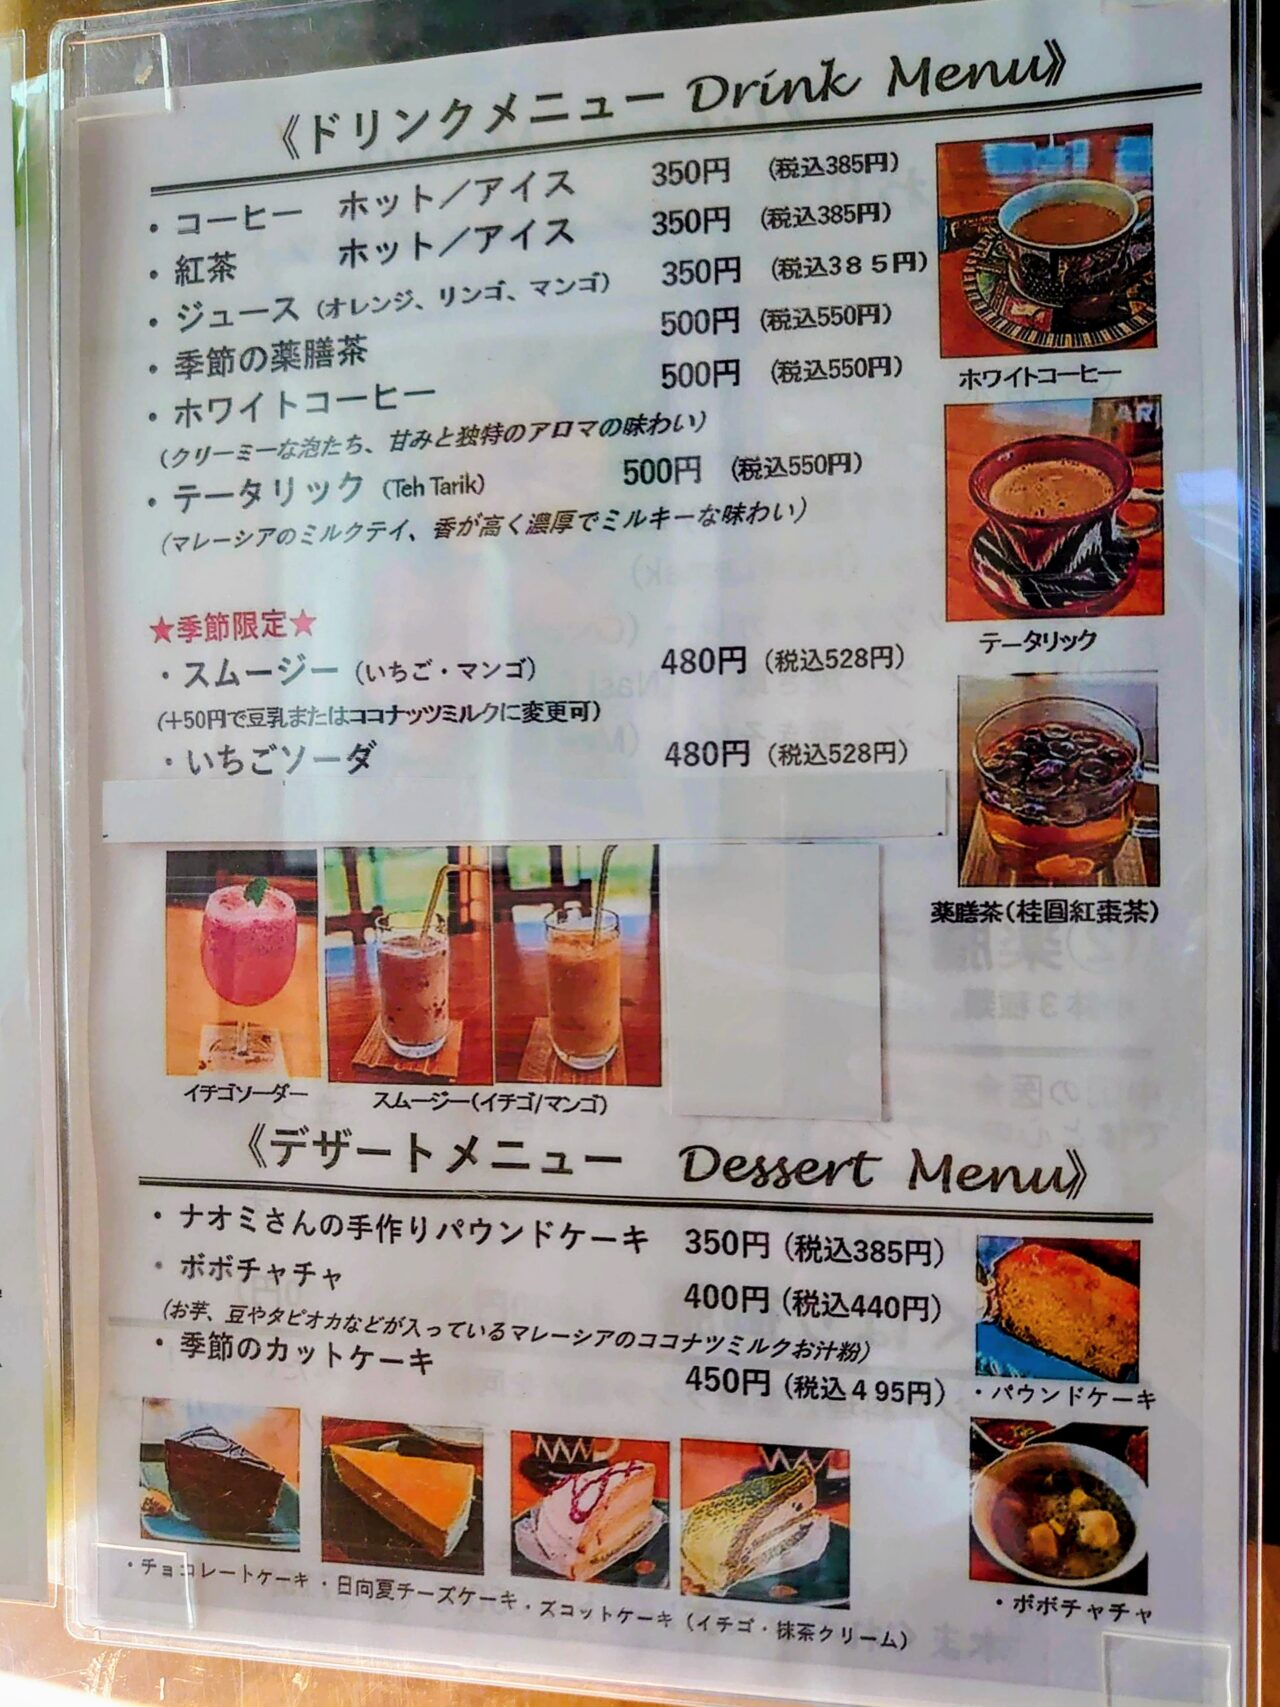 《ドリンクメニュー Drink Menu》
・コーヒー ホット／アイス 350円 (税込385円)
・紅茶 ホット／アイス 350円 (税込385円)
・ジュース (オレンジ、リンゴ、マンゴ) 350円 (税込３８５円)
・季節の薬膳茶 500円 (税込550円)
・ホワイトコーヒー 500円 (税込550円)
(クリーミーな泡たち、甘みと独特のアロマの味わい)
・テータリック (Teh Tarik) 500円 (税込550円)
(マレーシアのミルクテイ、香が高く濃厚でミルキーな味わい)
ホワイトコーヒー
テータリック
薬膳茶(桂圓紅棗茶)
★季節限定★
・スムージー (いちご・マンゴ) 480円 (税込528円)
(＋50円で豆乳またはココナッツミルクに変更可)
・いちごソーダ 480円 (税込528円)
イチゴソーダー
スムージー(イチゴ/マンゴ)
《デザートメニュー Dessert Menu》
・ナオミさんの手作りパウンドケーキ 350円 (税込385円)
・ボボチャチャ 400円 (税込440円)
(お芋、豆やタピオカなどが入っているマレーシアのココナツミルクお汁粉)
・季節のカットケーキ 450円 (税込４95円)
・パウンドケーキ
・ボボチャチャ
・チョコレートケーキ・日向夏チーズケーキ・ズコットケーキ (イチゴ・抹茶クリーム)